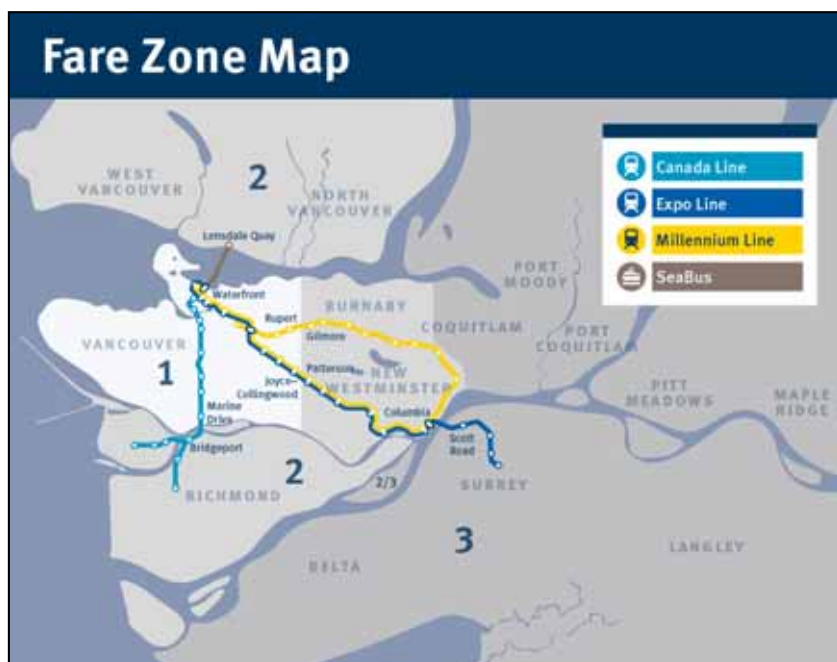 Fare Zone Map
WEST
VANCOUVER
2
NORTH
VANCOUVER
Lonsdale Quay
Canada Line
Expo Line
Millennium Line
SeaBus
Waterfront
BURNABY
PORT
MOODY
Rupert
Gilmore
COQUITLAM
PORT
COQUITLAM
VANCOUVER
1
Patterson
NEW
WESTMINSTER
Joyce–
Collingwood
PITT
MEADOWS
MAPLE
RIDGE
Marine
Drive
Columbia
Bridgeport
Scott
Road
RICHMOND
2
2/3
SURREY
3
DELTA
LANGLEY